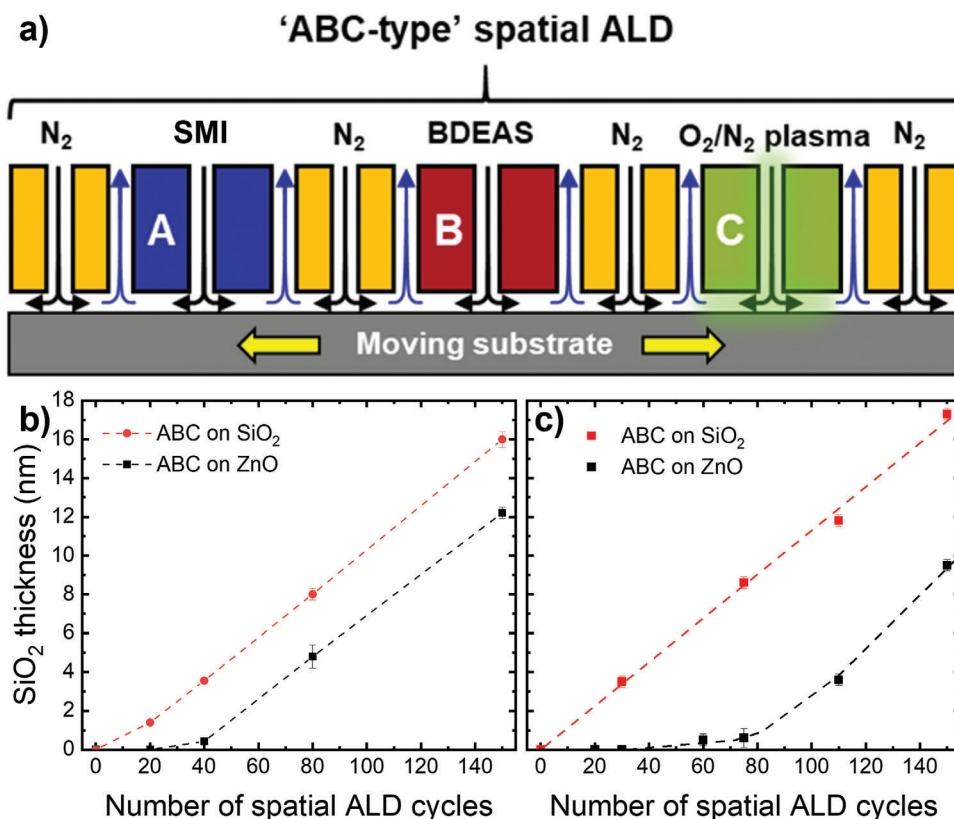 a)
'ABC-type' spatial ALD
N₂ SMI N₂ BDEAS N₂ O₂/N₂ plasma N₂
A B C
Moving substrate
b)
ABC on SiO₂
ABC on ZnO
SiO₂ thickness (nm)
18
16
14
12
10
8
6
4
2
0
0 20 40 60 80 100 120 140
Number of spatial ALD cycles
c)
ABC on SiO₂
ABC on ZnO
0 20 40 60 80 100 120 140
Number of spatial ALD cycles